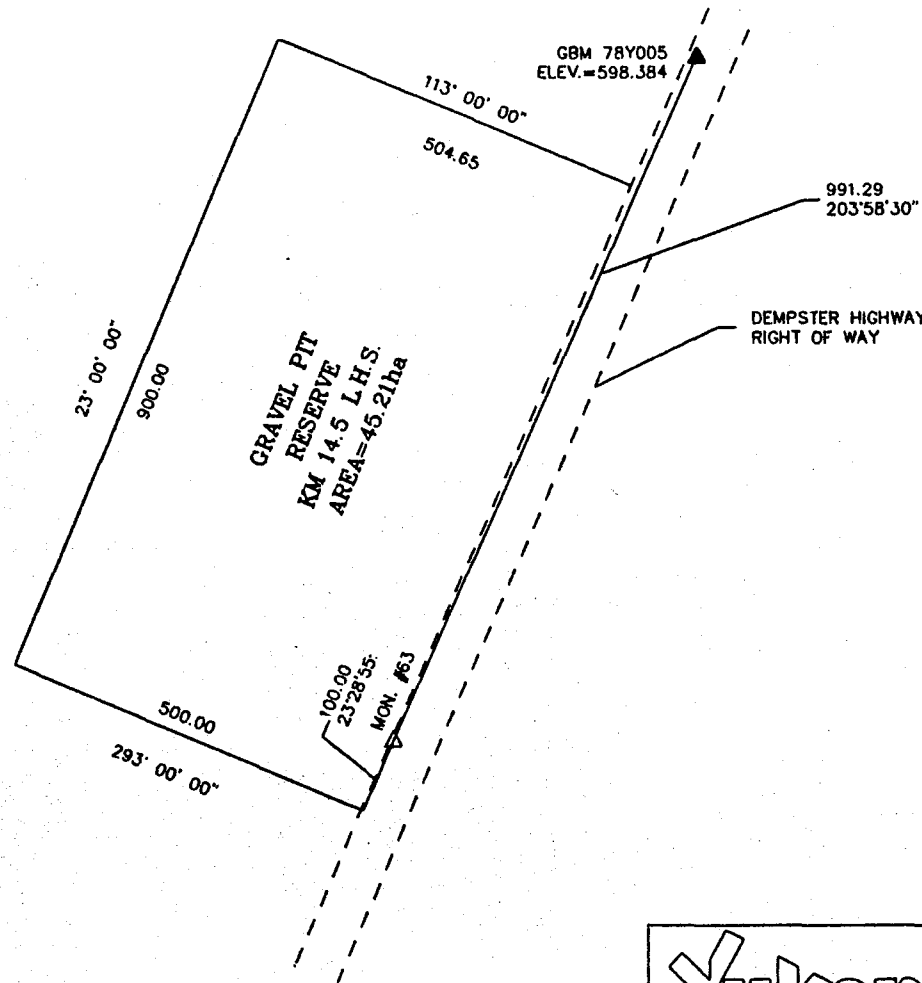 GBM 78Y005
ELEV.=598.384
113° 00' 00"
504.65
991.29
203°58'30"
DEMPSTER HIGHWAY
RIGHT OF WAY
23° 00' 00"
900.00
GRAVEL PIT
RESERVE
KM 14.5 L.H.S.
AREA=45.21ha
100.00
23°28'55:
MON. #63
500.00
293° 00' 00"
Yukon